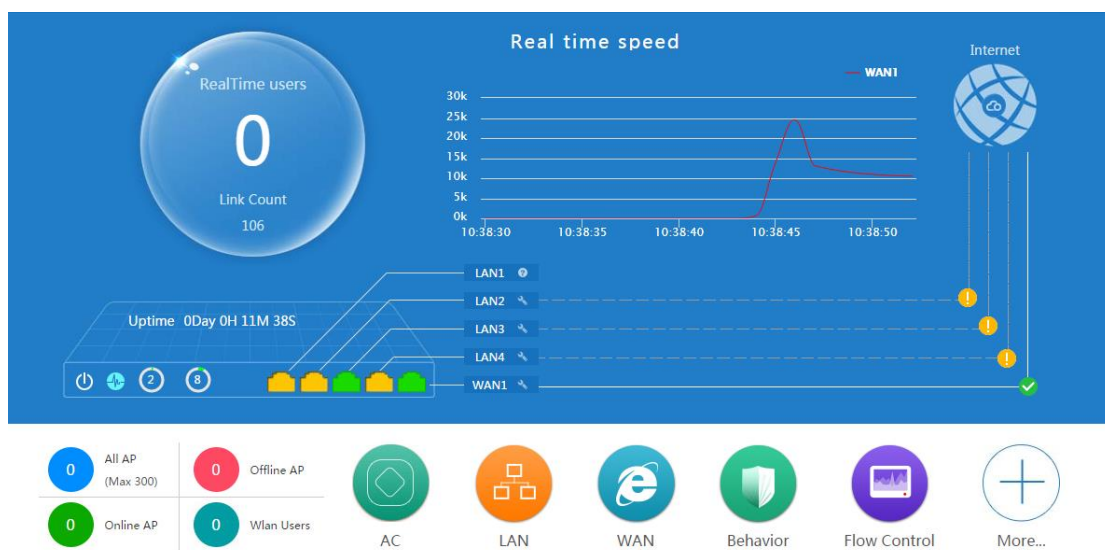 Real time speed
Internet
WAN1
RealTime users
0
Link Count
106
30k
25k
20k
15k
10k
5k
0k
10:38:30 10:38:35 10:38:40 10:38:45 10:38:50
LAN1
LAN2
LAN3
LAN4
WAN1
Uptime 0Day 0H 11M 38S
2 8
0 All AP
(Max 300)
0 Offline AP
0 Online AP
0 Wlan Users
AC LAN WAN Behavior Flow Control More...